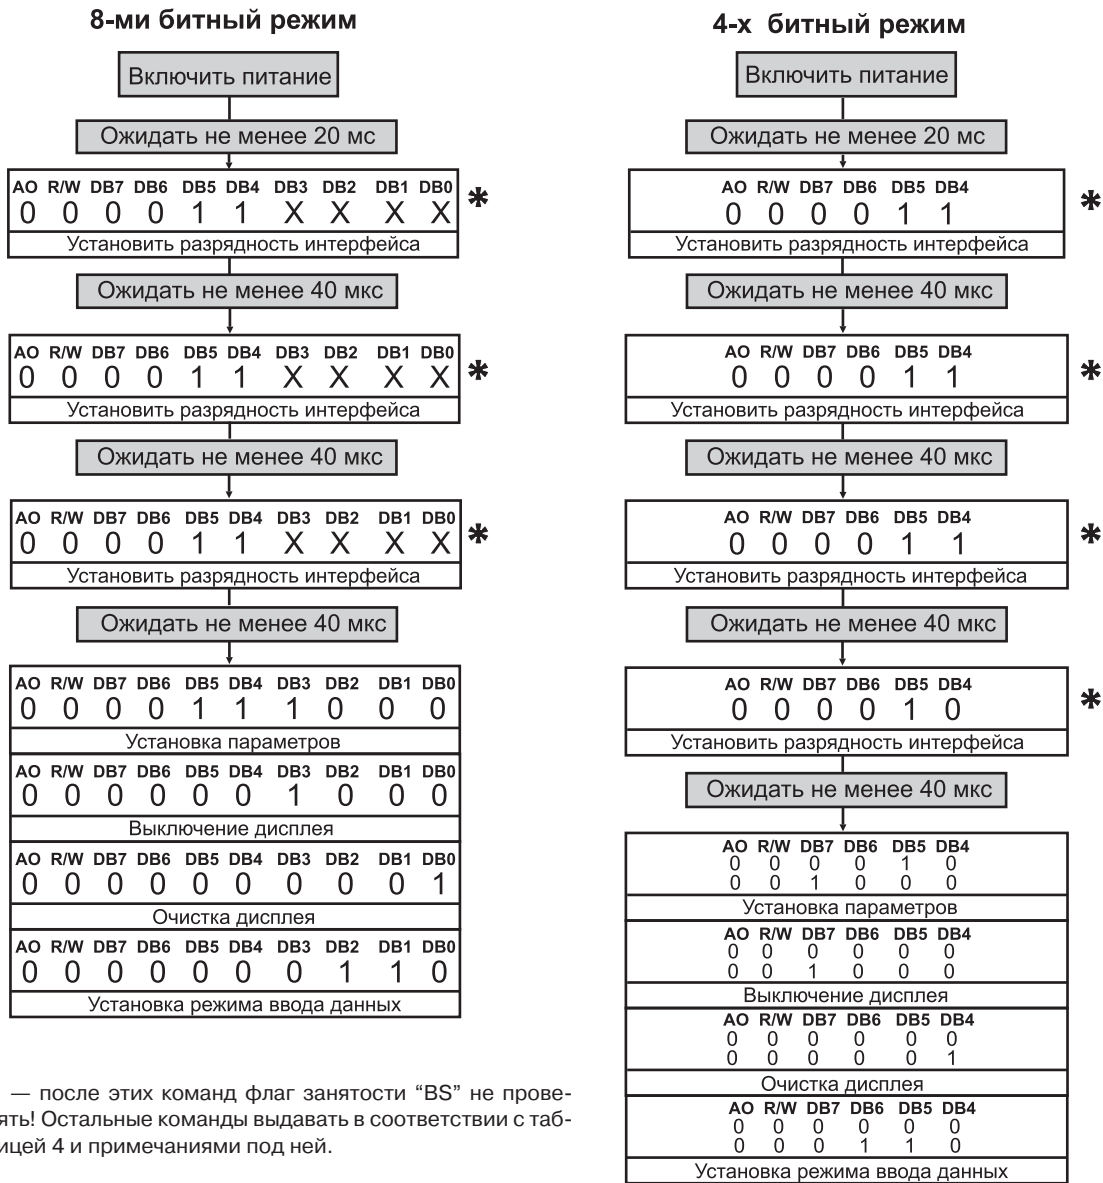 8-ми битный режим
Включить питание
Ожидать не менее 20 мс
AO R/W DB7 DB6 DB5 DB4 DB3 DB2 DB1 DB0
0 0 0 0 1 1 X X X X *
Установить разрядность интерфейса
Ожидать не менее 40 мкс
AO R/W DB7 DB6 DB5 DB4 DB3 DB2 DB1 DB0
0 0 0 0 1 1 X X X X *
Установить разрядность интерфейса
Ожидать не менее 40 мкс
AO R/W DB7 DB6 DB5 DB4 DB3 DB2 DB1 DB0
0 0 0 0 1 1 X X X X *
Установить разрядность интерфейса
Ожидать не менее 40 мкс
AO R/W DB7 DB6 DB5 DB4 DB3 DB2 DB1 DB0
0 0 0 0 1 1 1 0 0 0
Установка параметров
AO R/W DB7 DB6 DB5 DB4 DB3 DB2 DB1 DB0
0 0 0 0 0 0 1 0 0 0
Выключение дисплея
AO R/W DB7 DB6 DB5 DB4 DB3 DB2 DB1 DB0
0 0 0 0 0 0 0 0 0 1
Очистка дисплея
AO R/W DB7 DB6 DB5 DB4 DB3 DB2 DB1 DB0
0 0 0 0 0 0 0 1 1 0
Установка режима ввода данных
— после этих команд флаг занятости “BS” не прове-
ять! Остальные команды выдавать в соответствии с таб-
ицей 4 и примечаниями под ней.
4-х битный режим
Включить питание
Ожидать не менее 20 мс
AO R/W DB7 DB6 DB5 DB4
0 0 0 0 1 1 *
Установить разрядность интерфейса
Ожидать не менее 40 мкс
AO R/W DB7 DB6 DB5 DB4
0 0 0 0 1 1 *
Установить разрядность интерфейса
Ожидать не менее 40 мкс
AO R/W DB7 DB6 DB5 DB4
0 0 0 0 1 1 *
Установить разрядность интерфейса
Ожидать не менее 40 мкс
AO R/W DB7 DB6 DB5 DB4
0 0 0 0 1 0 *
Установить разрядность интерфейса
Ожидать не менее 40 мкс
AO R/W DB7 DB6 DB5 DB4
0 0 0 0 1 0
0 0 1 0 0 0
Установка параметров
AO R/W DB7 DB6 DB5 DB4
0 0 0 0 0 0
0 0 1 0 0 0
Выключение дисплея
AO R/W DB7 DB6 DB5 DB4
0 0 0 0 0 0
0 0 0 0 0 1
Очистка дисплея
AO R/W DB7 DB6 DB5 DB4
0 0 0 0 0 0
0 0 0 1 1 0
Установка режима ввода данных